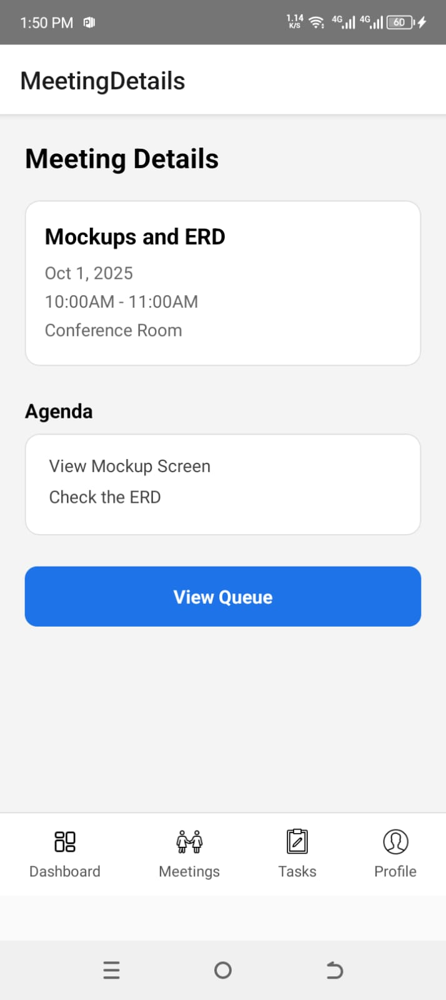 1:50 PM
1.14 K/S 4G 4G 60
MeetingDetails
Meeting Details
Mockups and ERD
Oct 1, 2025
10:00AM - 11:00AM
Conference Room
Agenda
View Mockup Screen
Check the ERD
View Queue
Dashboard Meetings Tasks Profile